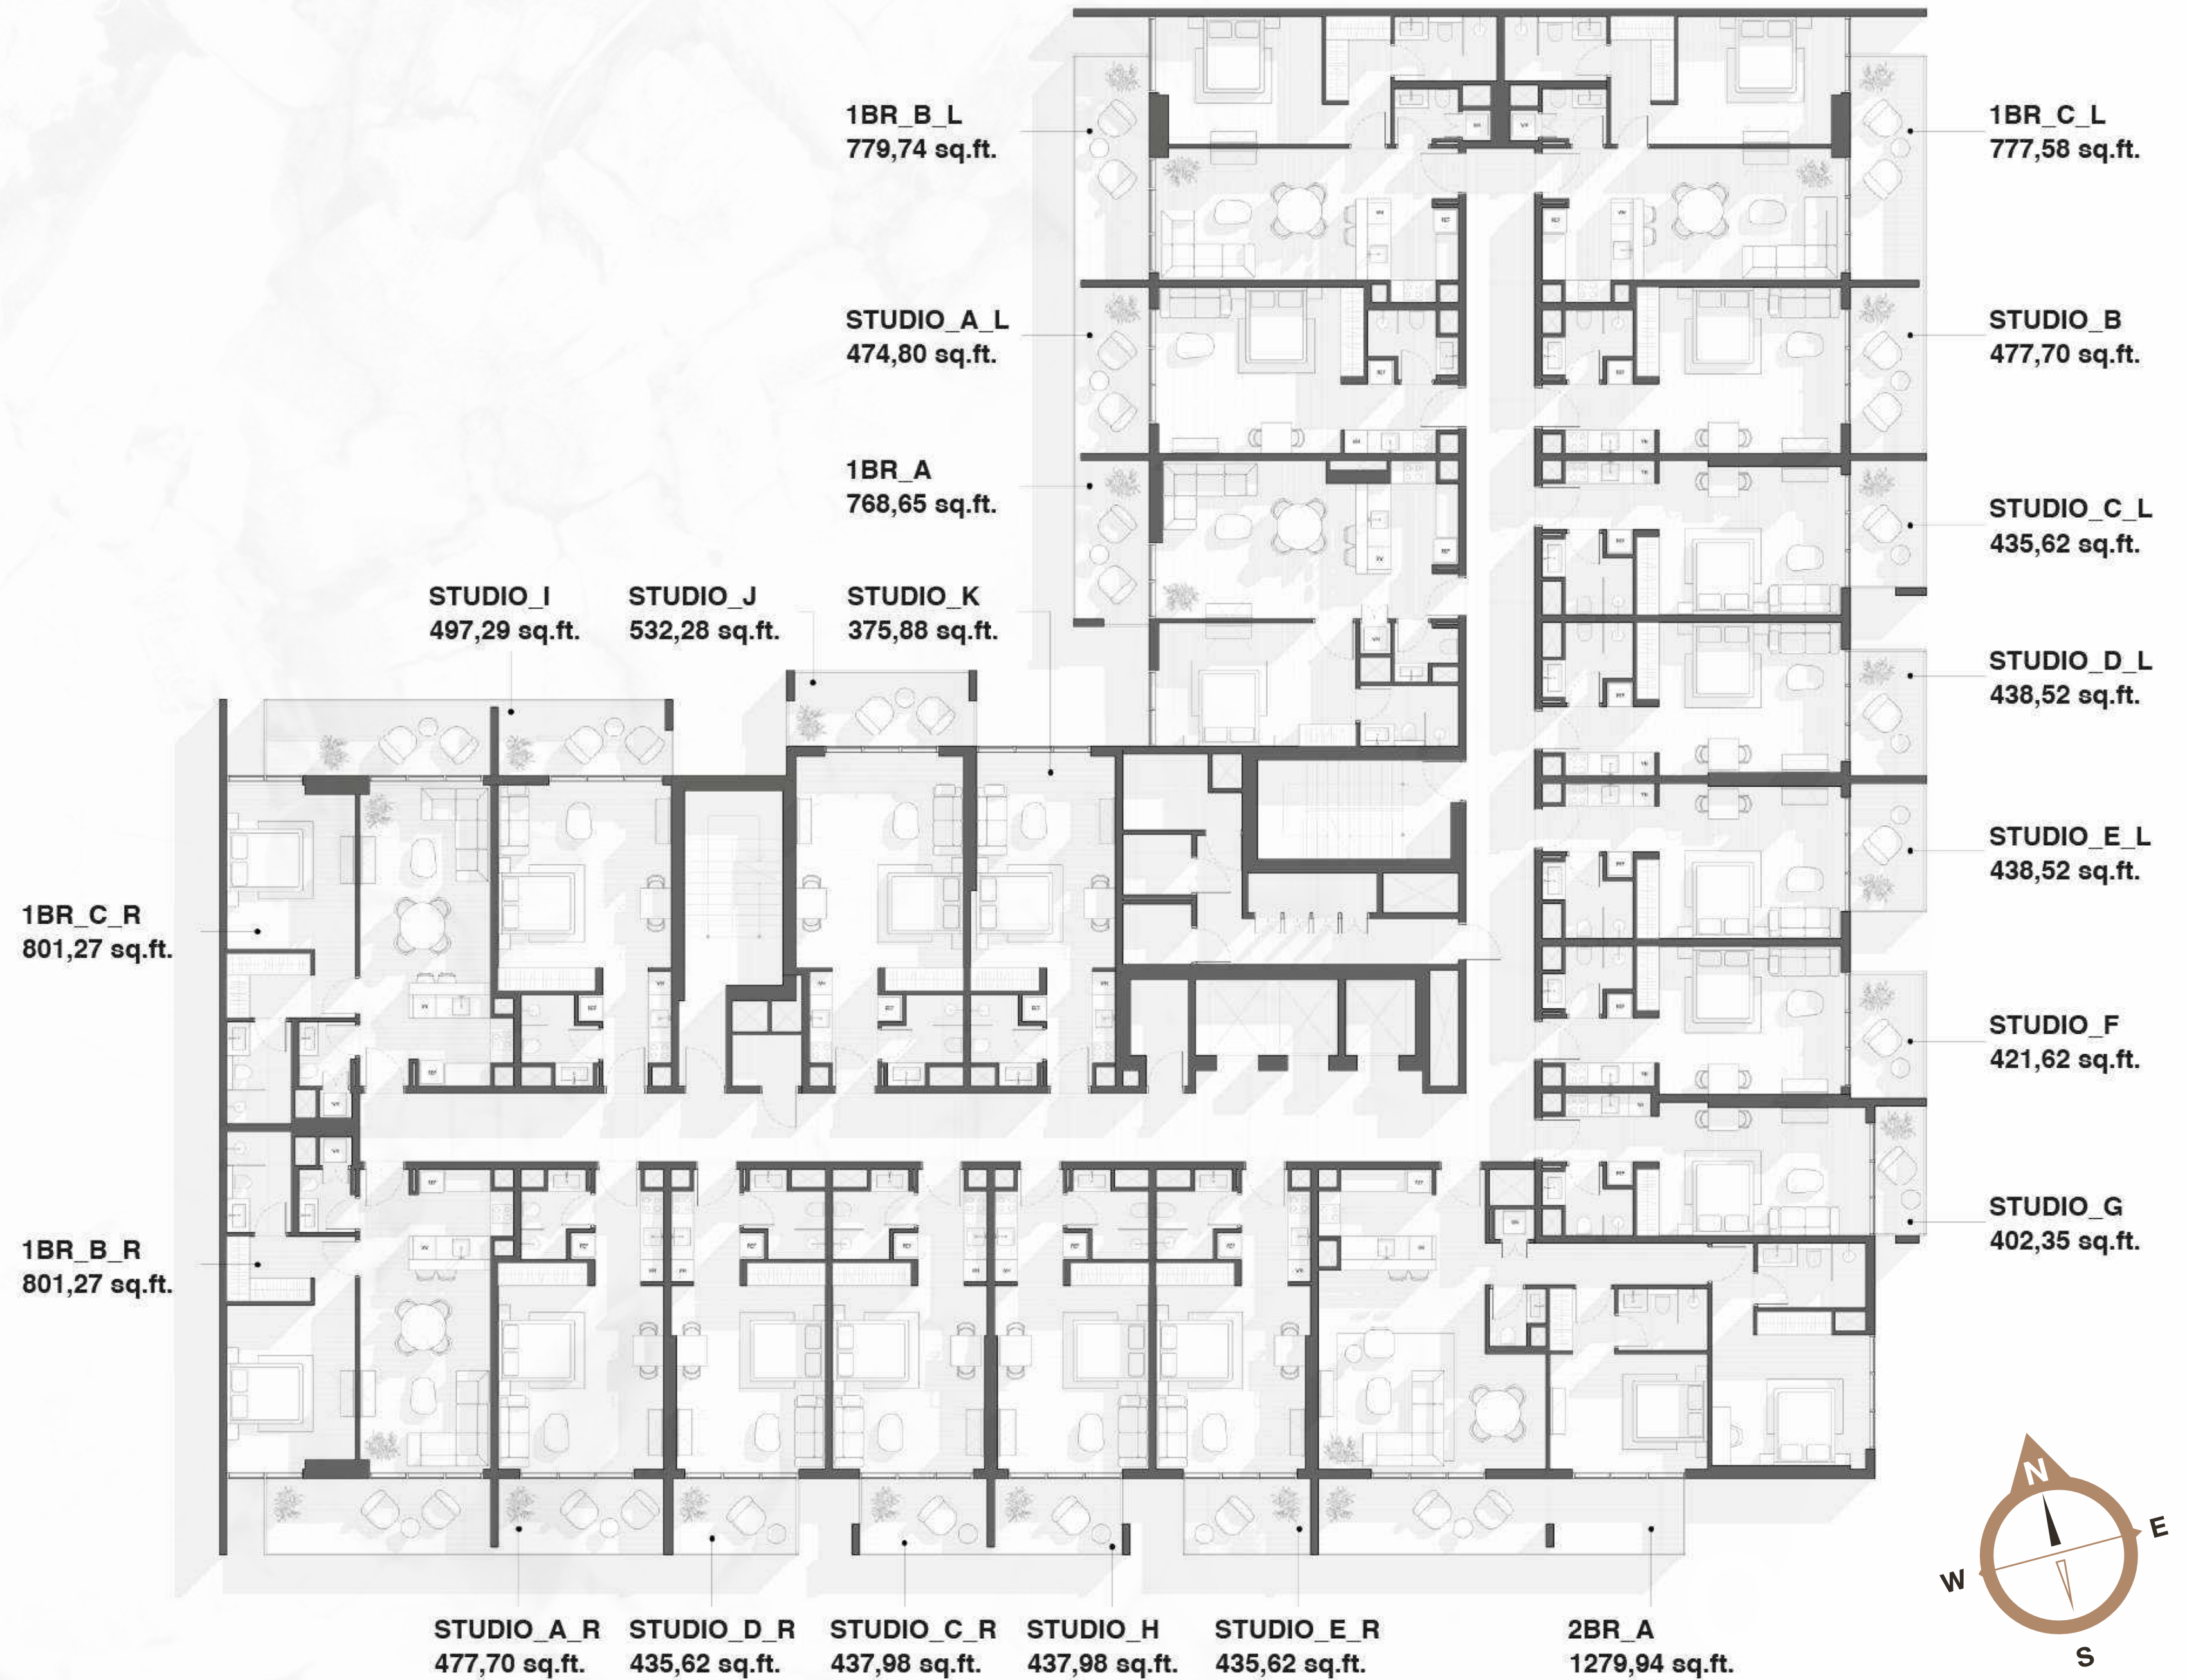 1BR_B_L
779,74 sq.ft.
1BR_C_L
777,58 sq.ft.
STUDIO_A_L
474,80 sq.ft.
STUDIO_B
477,70 sq.ft.
1BR_A
768,65 sq.ft.
STUDIO_C_L
435,62 sq.ft.
STUDIO_I
497,29 sq.ft.
STUDIO_J
532,28 sq.ft.
STUDIO_K
375,88 sq.ft.
STUDIO_D_L
438,52 sq.ft.
STUDIO_E_L
438,52 sq.ft.
1BR_C_R
801,27 sq.ft.
STUDIO_F
421,62 sq.ft.
STUDIO_G
402,35 sq.ft.
1BR_B_R
801,27 sq.ft.
N
E
W
S
STUDIO_A_R
477,70 sq.ft.
STUDIO_D_R
435,62 sq.ft.
STUDIO_C_R
437,98 sq.ft.
STUDIO_H
437,98 sq.ft.
STUDIO_E_R
435,62 sq.ft.
2BR_A
1279,94 sq.ft.